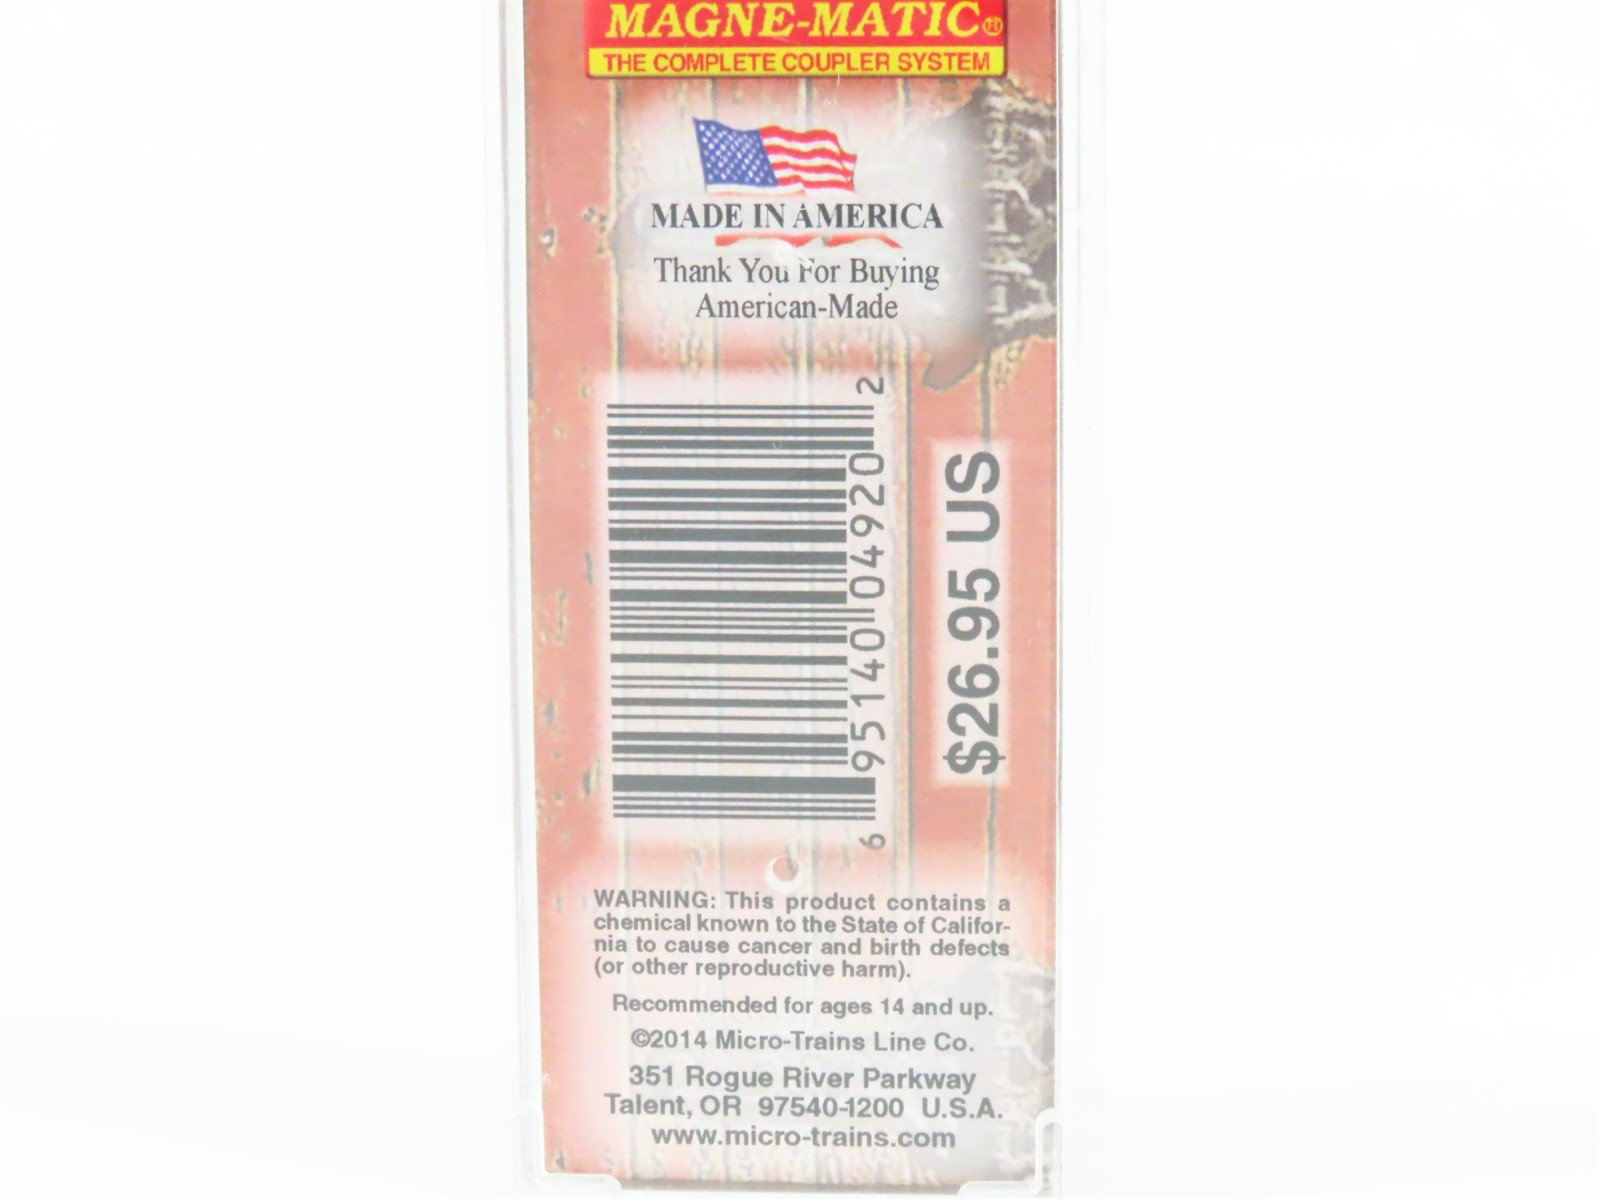 MAGNE-MATIC®
THE COMPLETE COUPLER SYSTEM
MADE IN AMERICA
Thank You For Buying
American-Made
6 95140 04920 2
$26.95 US
WARNING: This product contains a
chemical known to the State of Califor-
nia to cause cancer and birth defects
(or other reproductive harm).
Recommended for ages 14 and up.
©2014 Micro-Trains Line Co.
351 Rogue River Parkway
Talent, OR 97540-1200 U.S.A.
www.micro-trains.com